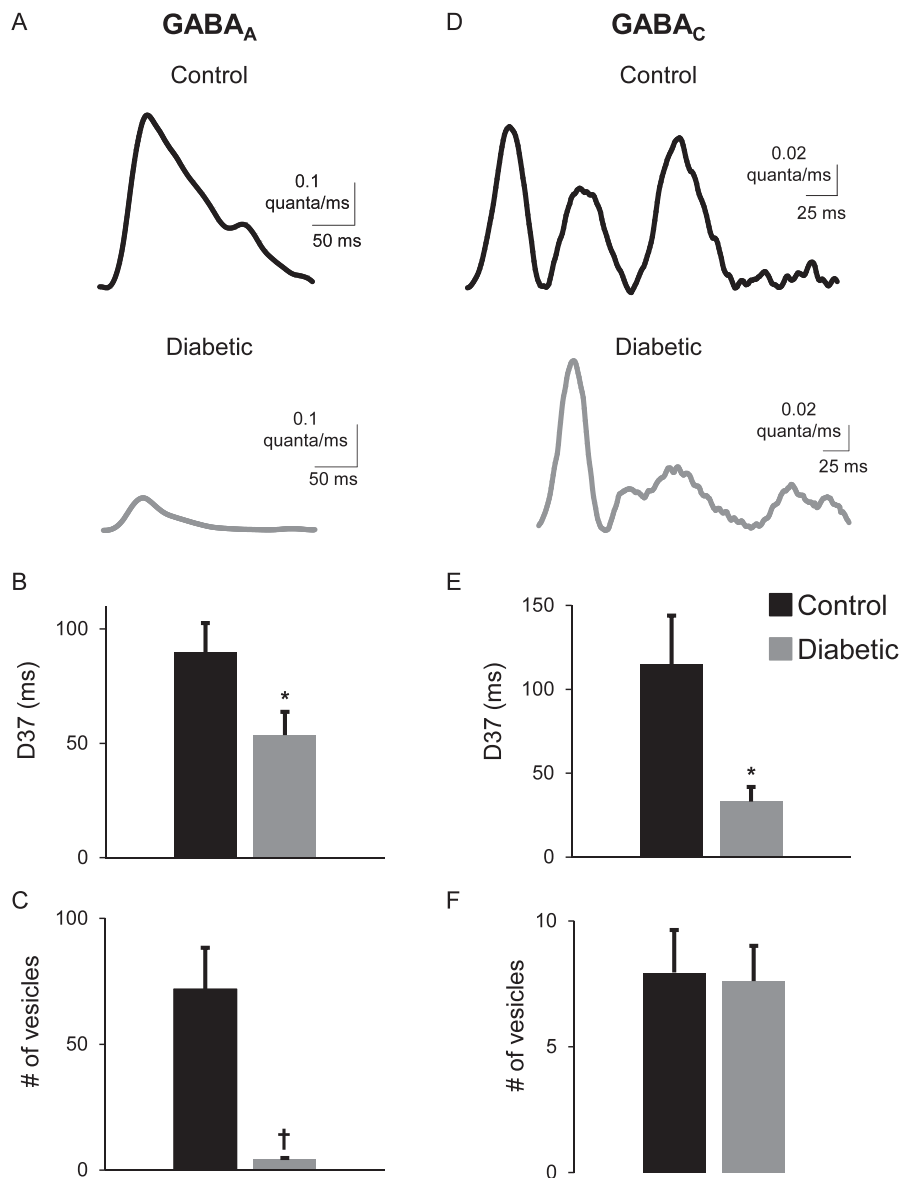 A
GABAA
Control
0.1
quanta/ms
50 ms
Diabetic
0.1
quanta/ms
50 ms
D
GABAC
Control
0.02
quanta/ms
25 ms
Diabetic
0.02
quanta/ms
25 ms
B
D37 (ms)
100
50
0
*
E
D37 (ms)
150
100
50
0
*
Control
Diabetic
C
# of vesicles
100
50
0
†
F
# of vesicles
10
5
0